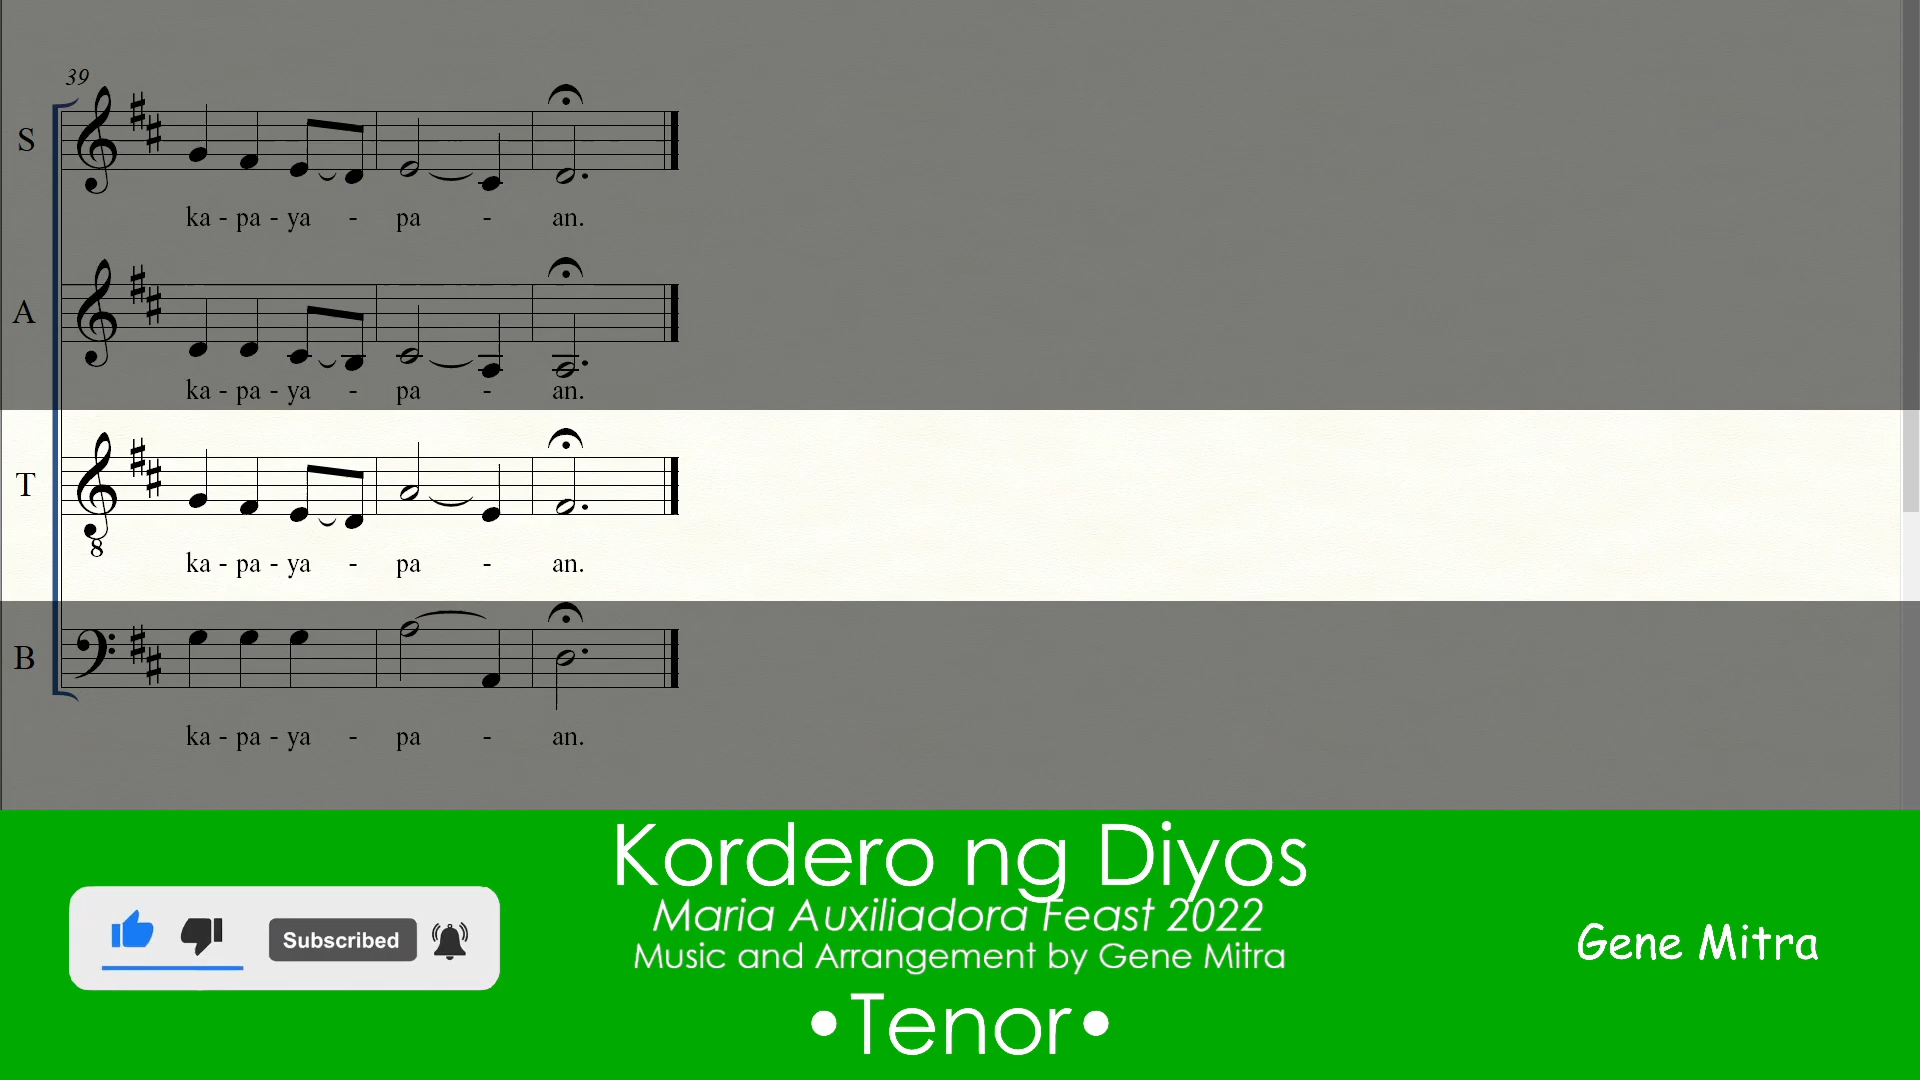 39
S
ka - pa - ya - pa - an.
A
ka - pa - ya - pa - an.
T
8
ka - pa - ya - pa - an.
B
ka - pa - ya - pa - an.
Kordero ng Diyos
Maria Auxiliadora Feast 2022
Music and Arrangement by Gene Mitra
•Tenor•
Subscribed
Gene Mitra